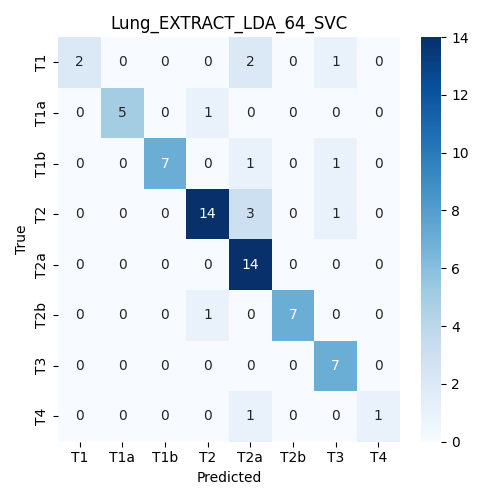 Lung_EXTRACT_LDA_64_SVC
T1 2 0 0 0 2 0 1 0
T1a 0 5 0 1 0 0 0 0
T1b 0 0 7 0 1 0 1 0
T2 0 0 0 14 3 0 1 0
T2a 0 0 0 0 14 0 0 0
T2b 0 0 0 1 0 7 0 0
T3 0 0 0 0 0 0 7 0
T4 0 0 0 0 1 0 0 1
T1 T1a T1b T2 T2a T2b T3 T4
True
Predicted
14
12
10
8
6
4
2
0